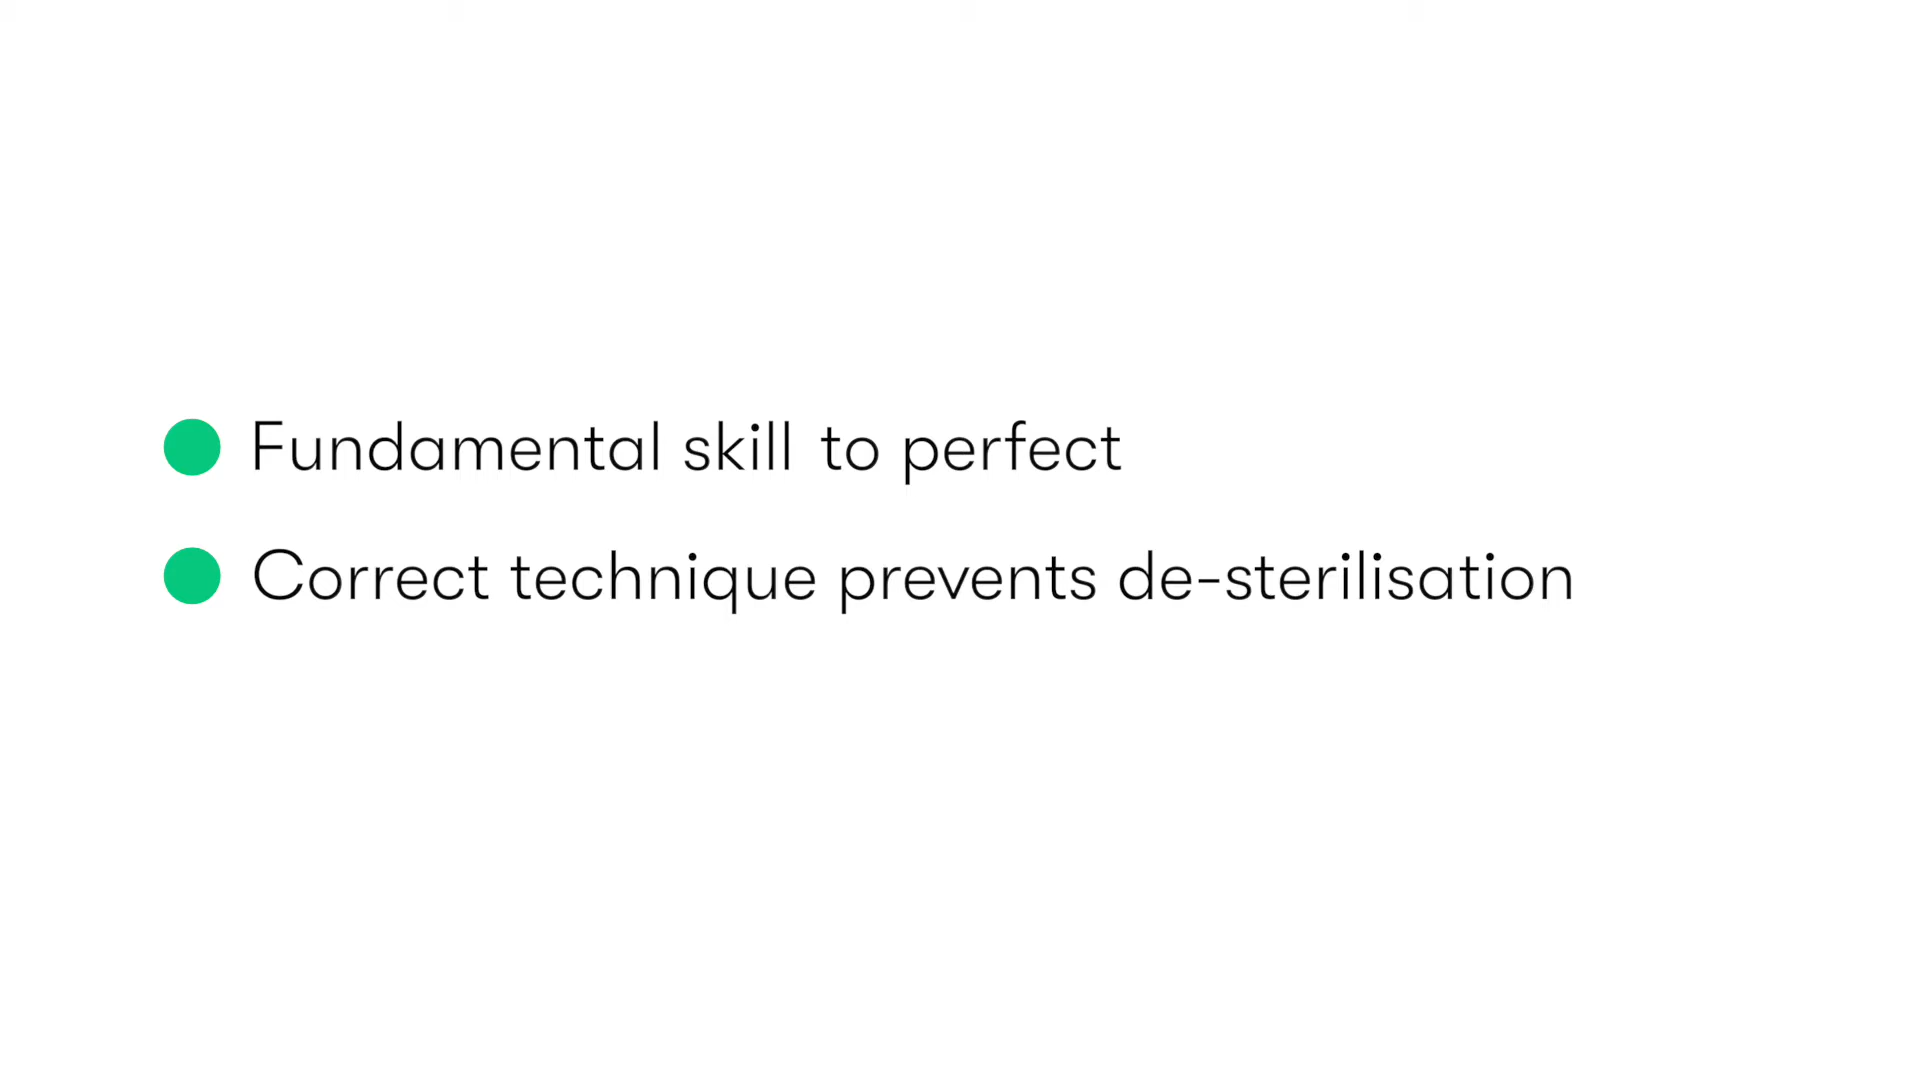 Fundamental skill to perfect
Correct technique prevents de-sterilisation